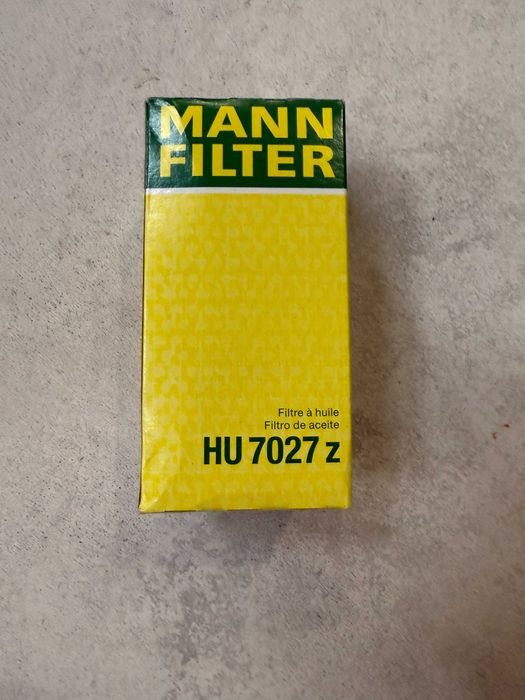 MANN
FILTER
Filtre à huile
Filtro de aceite
HU 7027 z